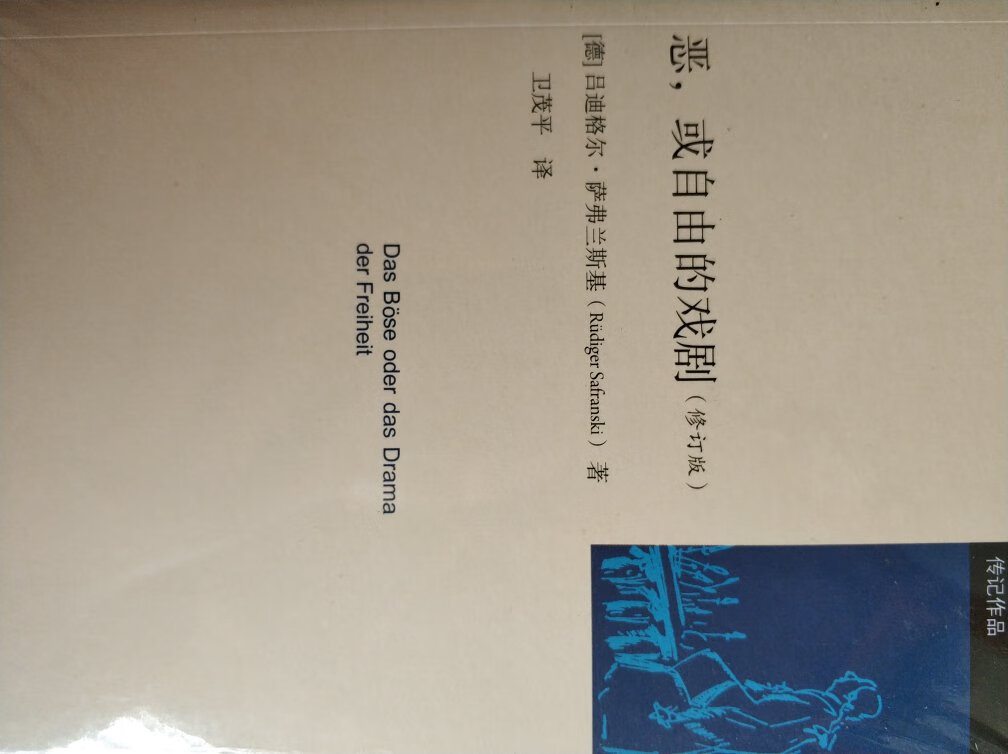 传记作品
恶，或自由的戏剧（修订版）
[德] 吕迪格尔·萨弗兰斯基（Rüdiger Safranski）著
卫茂平 译
Das Böse oder das Drama
der Freiheit